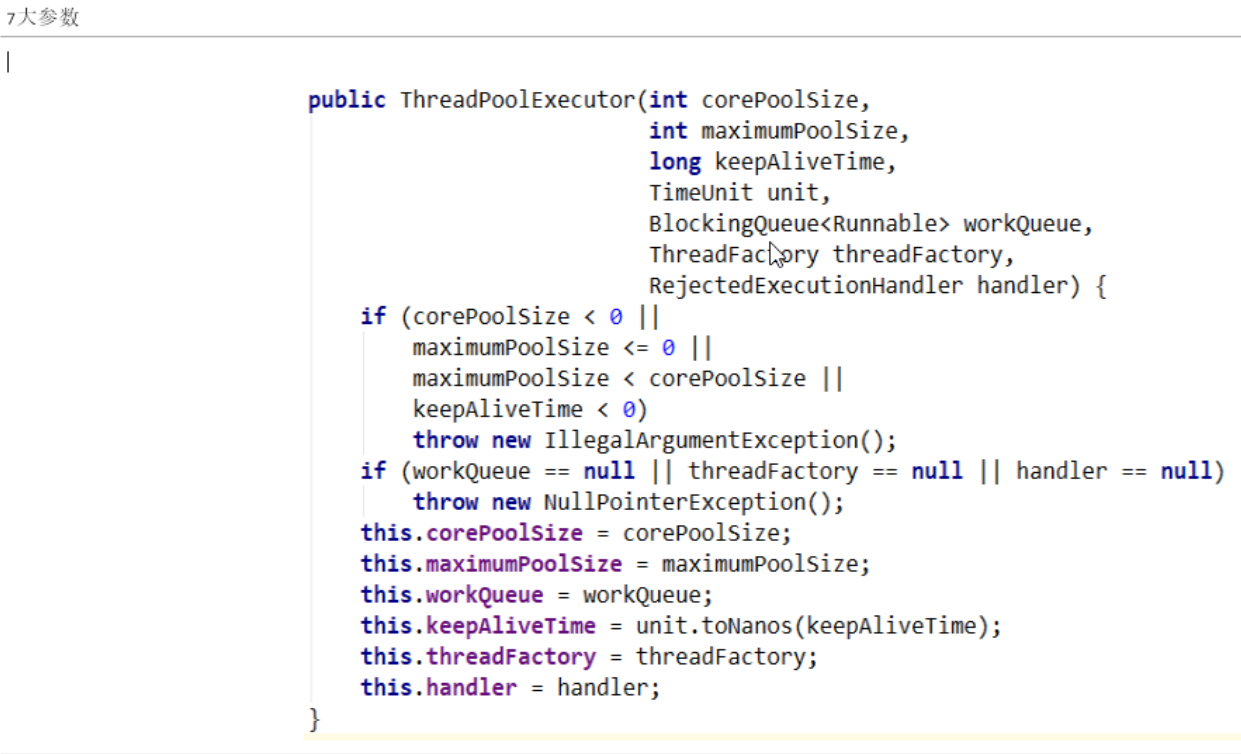 7大参数
public ThreadPoolExecutor(int corePoolSize,
int maximumPoolSize,
long keepAliveTime,
TimeUnit unit,
BlockingQueue<Runnable> workQueue,
ThreadFactory threadFactory,
RejectedExecutionHandler handler) {
if (corePoolSize < 0 ||
maximumPoolSize <= 0 ||
maximumPoolSize < corePoolSize ||
keepAliveTime < 0)
throw new IllegalArgumentException();
if (workQueue == null || threadFactory == null || handler == null)
throw new NullPointerException();
this.corePoolSize = corePoolSize;
this.maximumPoolSize = maximumPoolSize;
this.workQueue = workQueue;
this.keepAliveTime = unit.toNanos(keepAliveTime);
this.threadFactory = threadFactory;
this.handler = handler;
}